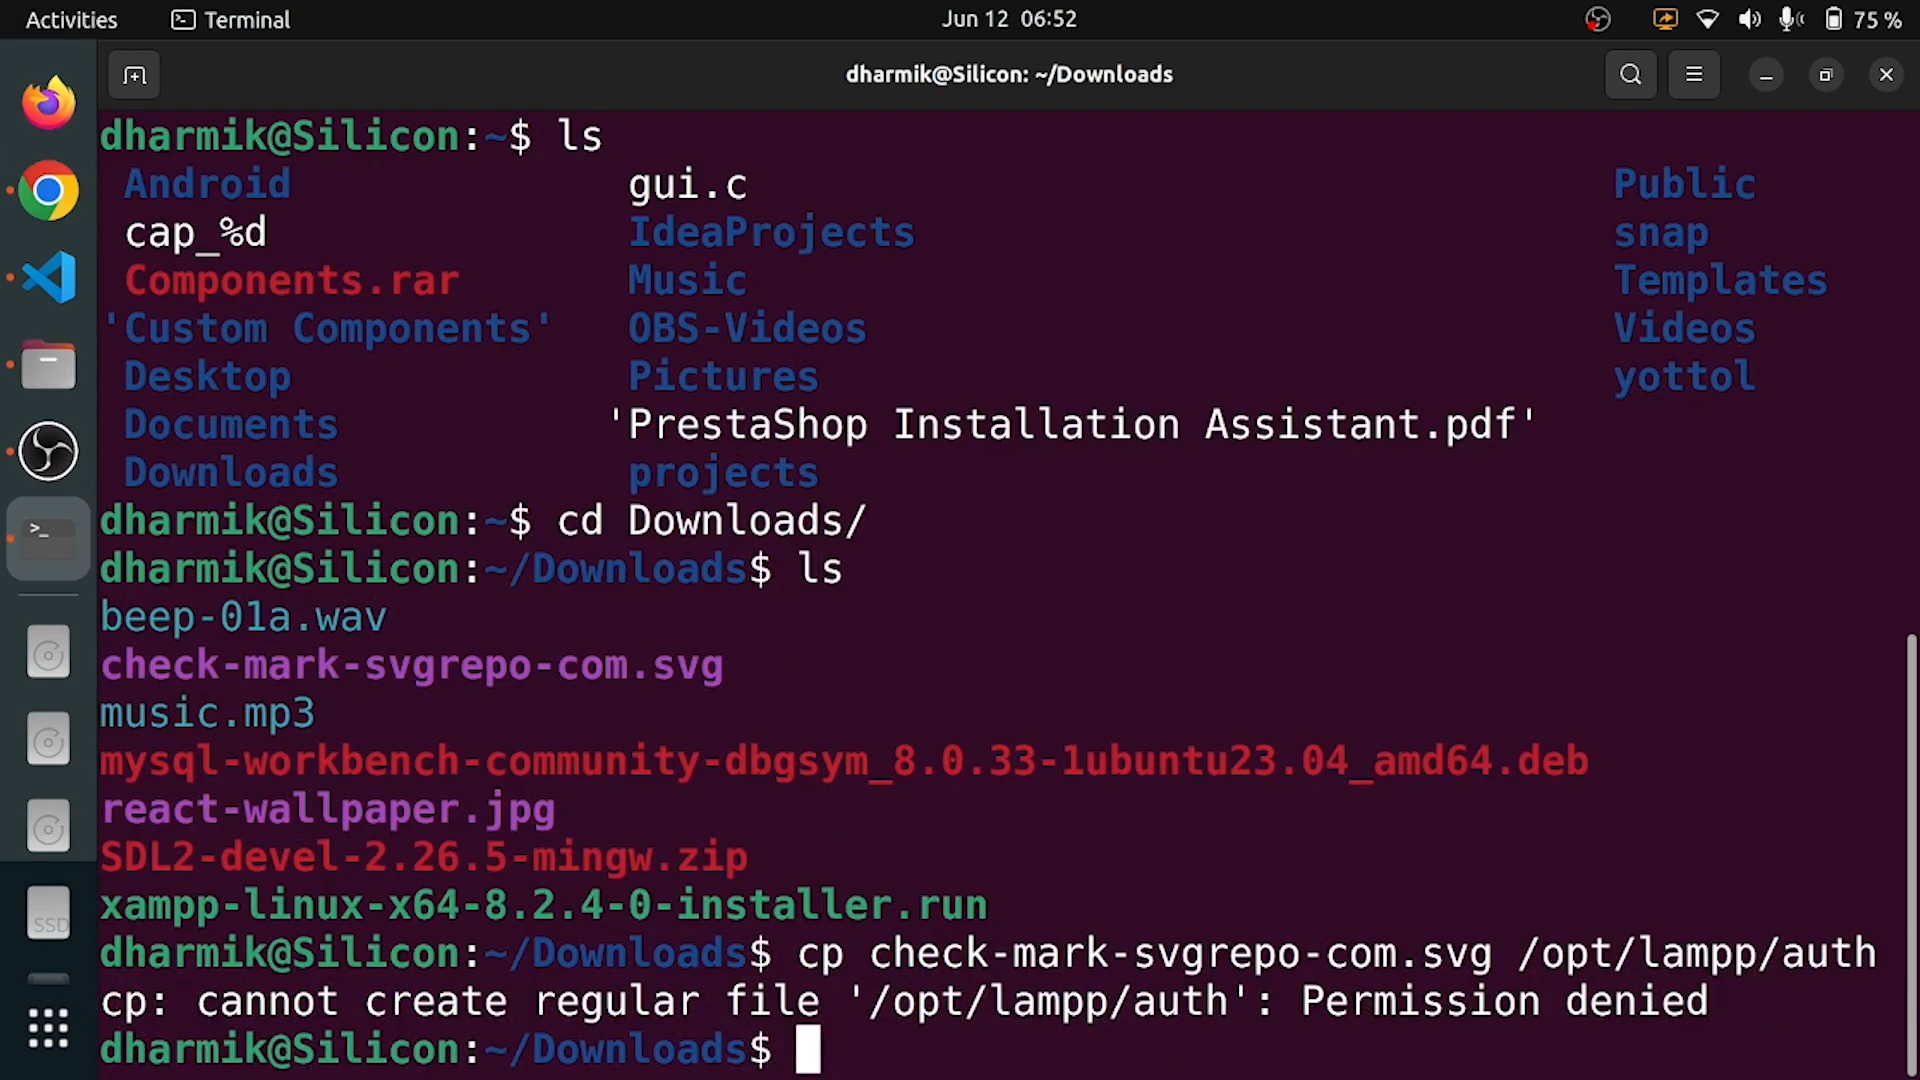 Activities Terminal Jun 12 06:52 75 %
dharmik@Silicon: ~/Downloads
dharmik@Silicon:~$ ls
Android gui.c Public
cap_%d IdeaProjects snap
Components.rar Music Templates
'Custom Components' OBS-Videos Videos
Desktop Pictures yottol
Documents 'PrestaShop Installation Assistant.pdf'
Downloads projects
dharmik@Silicon:~$ cd Downloads/
dharmik@Silicon:~/Downloads$ ls
beep-01a.wav
check-mark-svgrepo-com.svg
music.mp3
mysql-workbench-community-dbgsym_8.0.33-1ubuntu23.04_amd64.deb
react-wallpaper.jpg
SDL2-devel-2.26.5-mingw.zip
xampp-linux-x64-8.2.4-0-installer.run
SSD
dharmik@Silicon:~/Downloads$ cp check-mark-svgrepo-com.svg /opt/lampp/auth
cp: cannot create regular file '/opt/lampp/auth': Permission denied
dharmik@Silicon:~/Downloads$